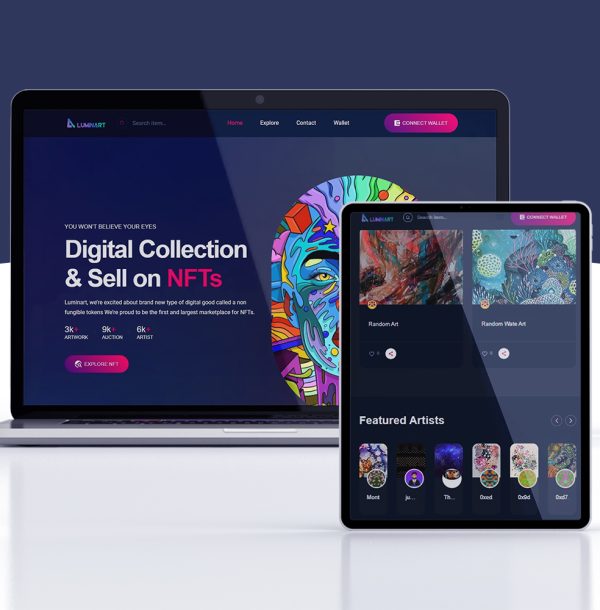 LUMINART
Search item...
Home
Explore
Contact
Wallet
CONNECT WALLET
YOU WON'T BELIEVE YOUR EYES
Digital Collection
& Sell on NFTs
Luminart, we're excited about brand new type of digital good called a non
fungible tokens We're proud to be the first and largest marketplace for NFTs.
3k+ 9k+ 6k+
ARTWORK AUCTION ARTIST
EXPLORE NFT
LUMINART
Search item...
CONNECT WALLET
Random Art
Random Wate Art
0
0
Featured Artists
Mont ju... Th... 0xed 0x9d 0xd7